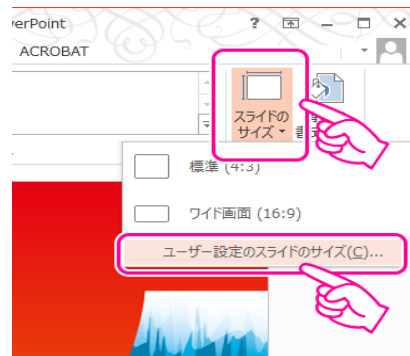 verPoint ?
ACROBAT
スライドの
サイズ
標準 (4:3)
ワイド画面 (16:9)
ユーザー設定のスライドのサイズ(C)...